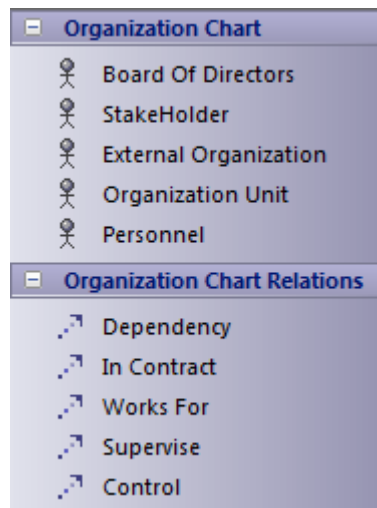 Organization Chart
Board Of Directors
StakeHolder
External Organization
Organization Unit
Personnel
Organization Chart Relations
Dependency
In Contract
Works For
Supervise
Control